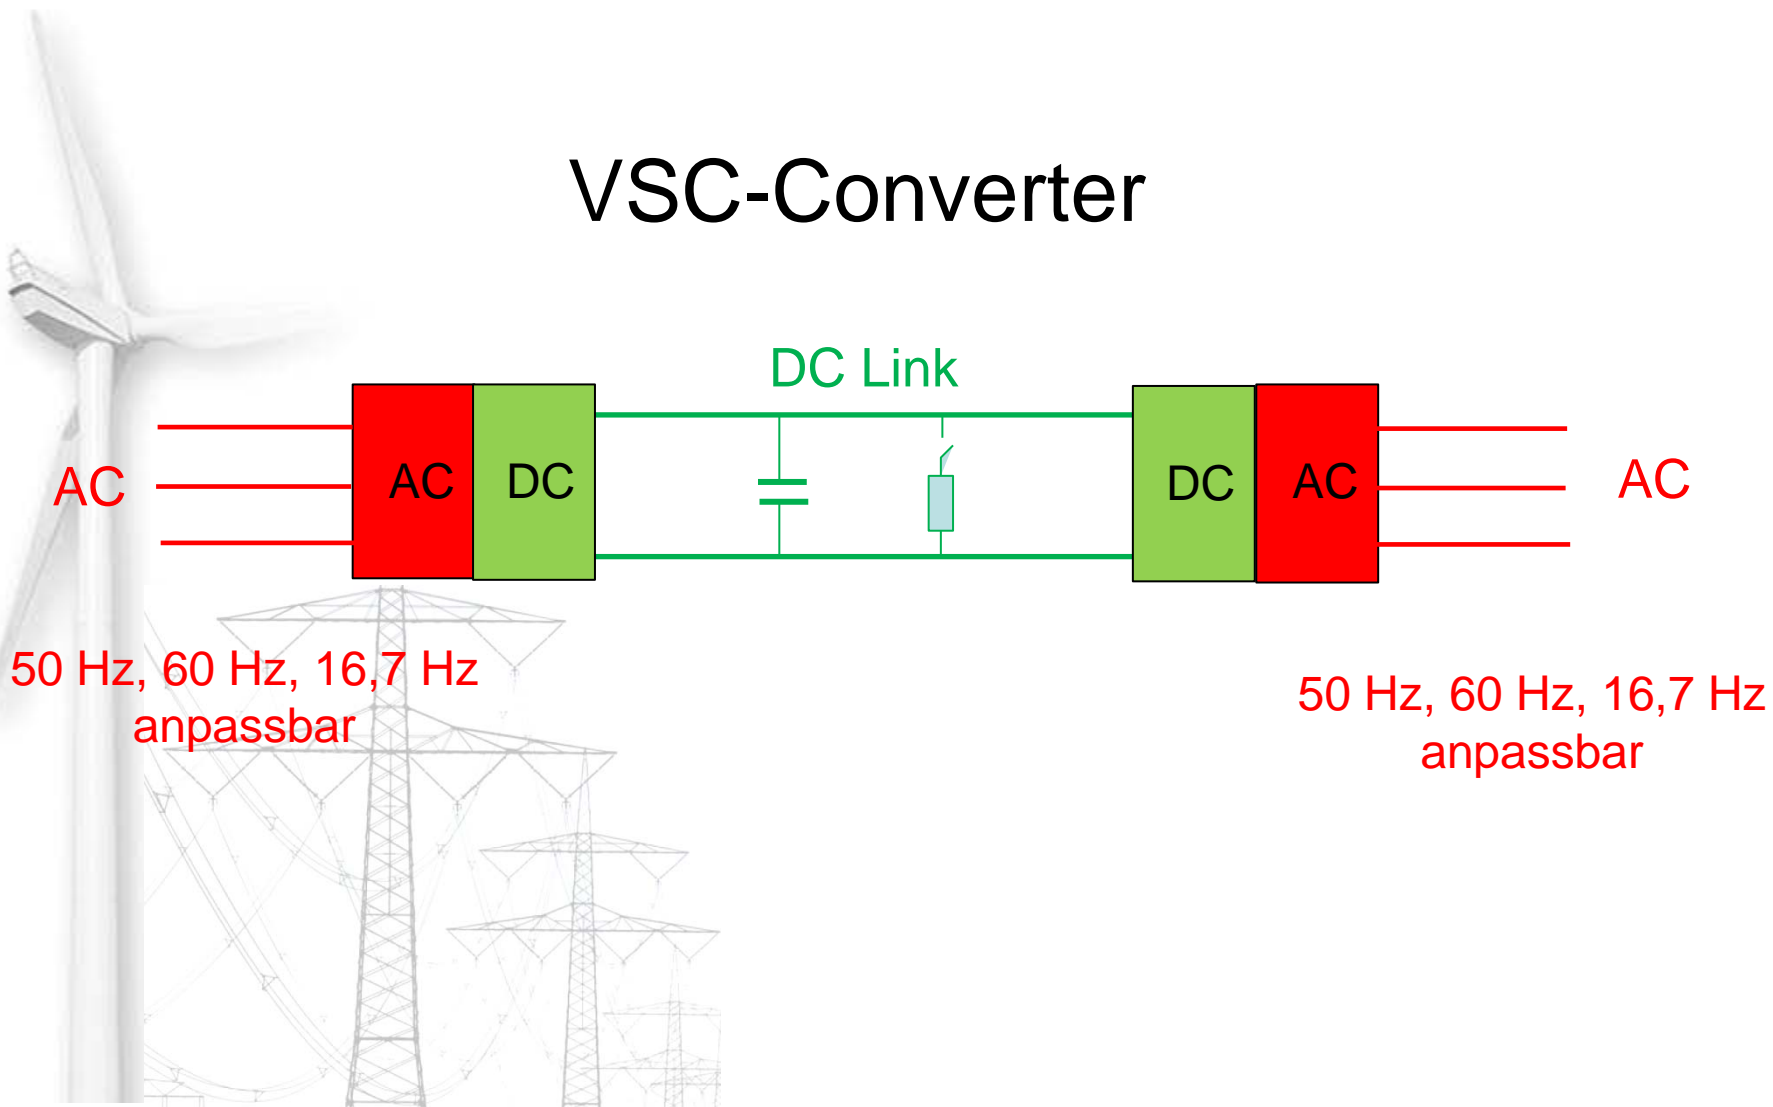 VSC-Converter
DC Link
AC
AC
DC
DC
AC
AC
50 Hz, 60 Hz, 16,7 Hz
anpassbar
50 Hz, 60 Hz, 16,7 Hz
anpassbar